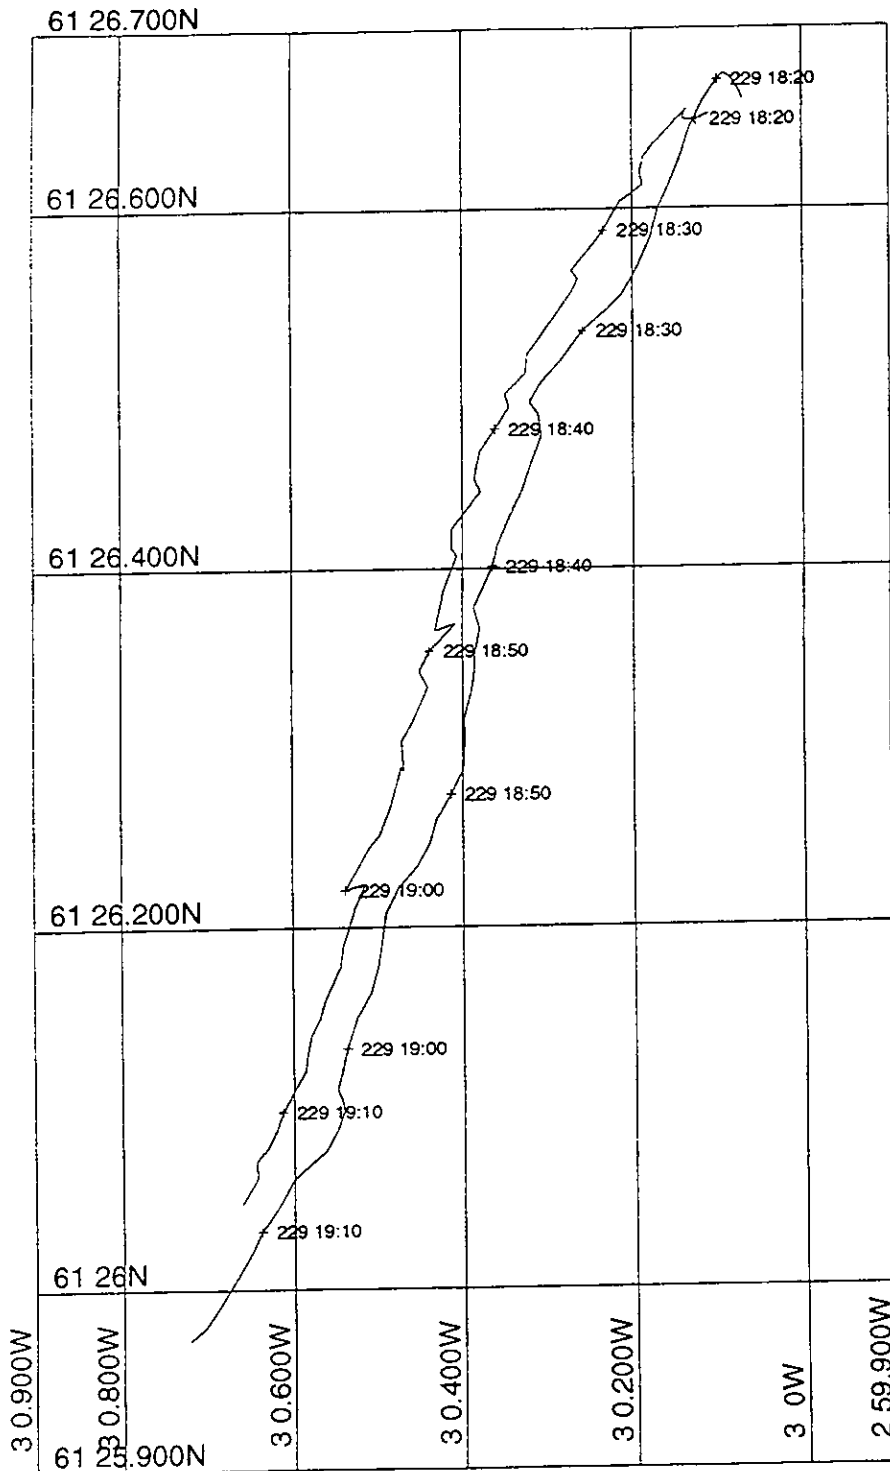 61 26.700N
229 18:20
229 18:20
61 26.600N
229 18:30
229 18:30
229 18:40
61 26.400N
229 18:40
229 18:50
229 18:50
229 19:00
61 26.200N
229 19:00
229 19:10
229 19:10
61 26N
3 0.900W
3 0.800W
3 0.600W
3 0.400W
3 0.200W
3 0W
2 59.900W
61 25.900N